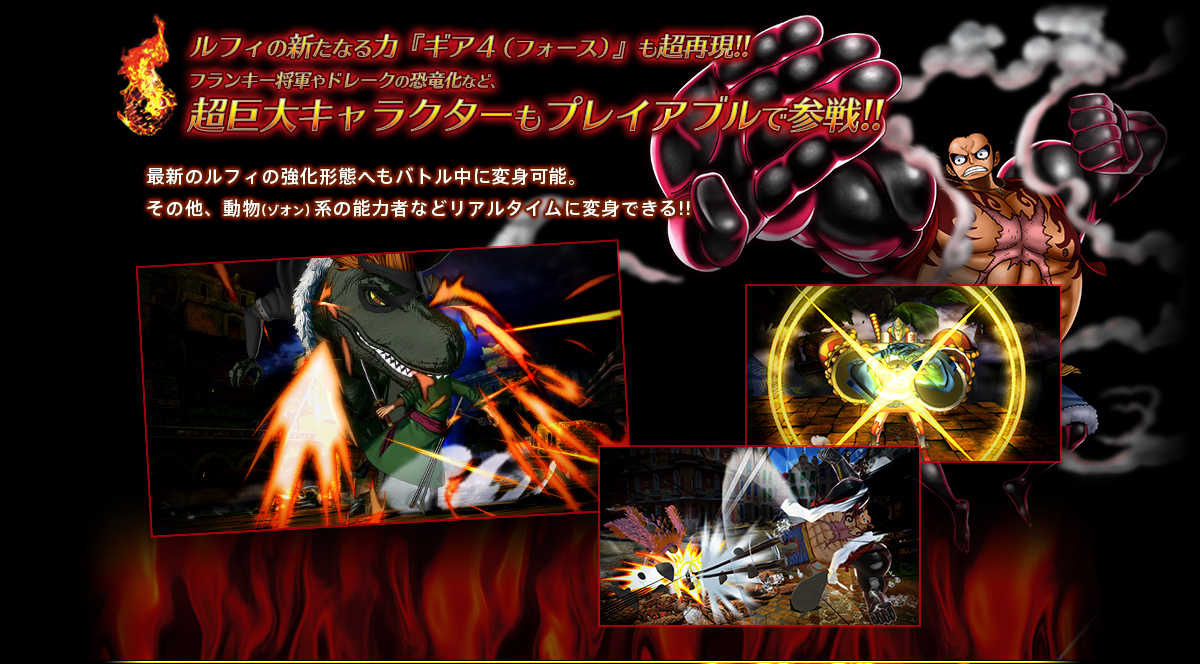 ルフィの新たなる力『ギア4（フォース）』も超再現!!
フランキー将軍やドレークの恐竜化など、
超巨大キャラクターもプレイアブルで参戦!!
最新のルフィの強化形態へもバトル中に変身可能。
その他、動物(ゾオン)系の能力者などリアルタイムに変身できる!!